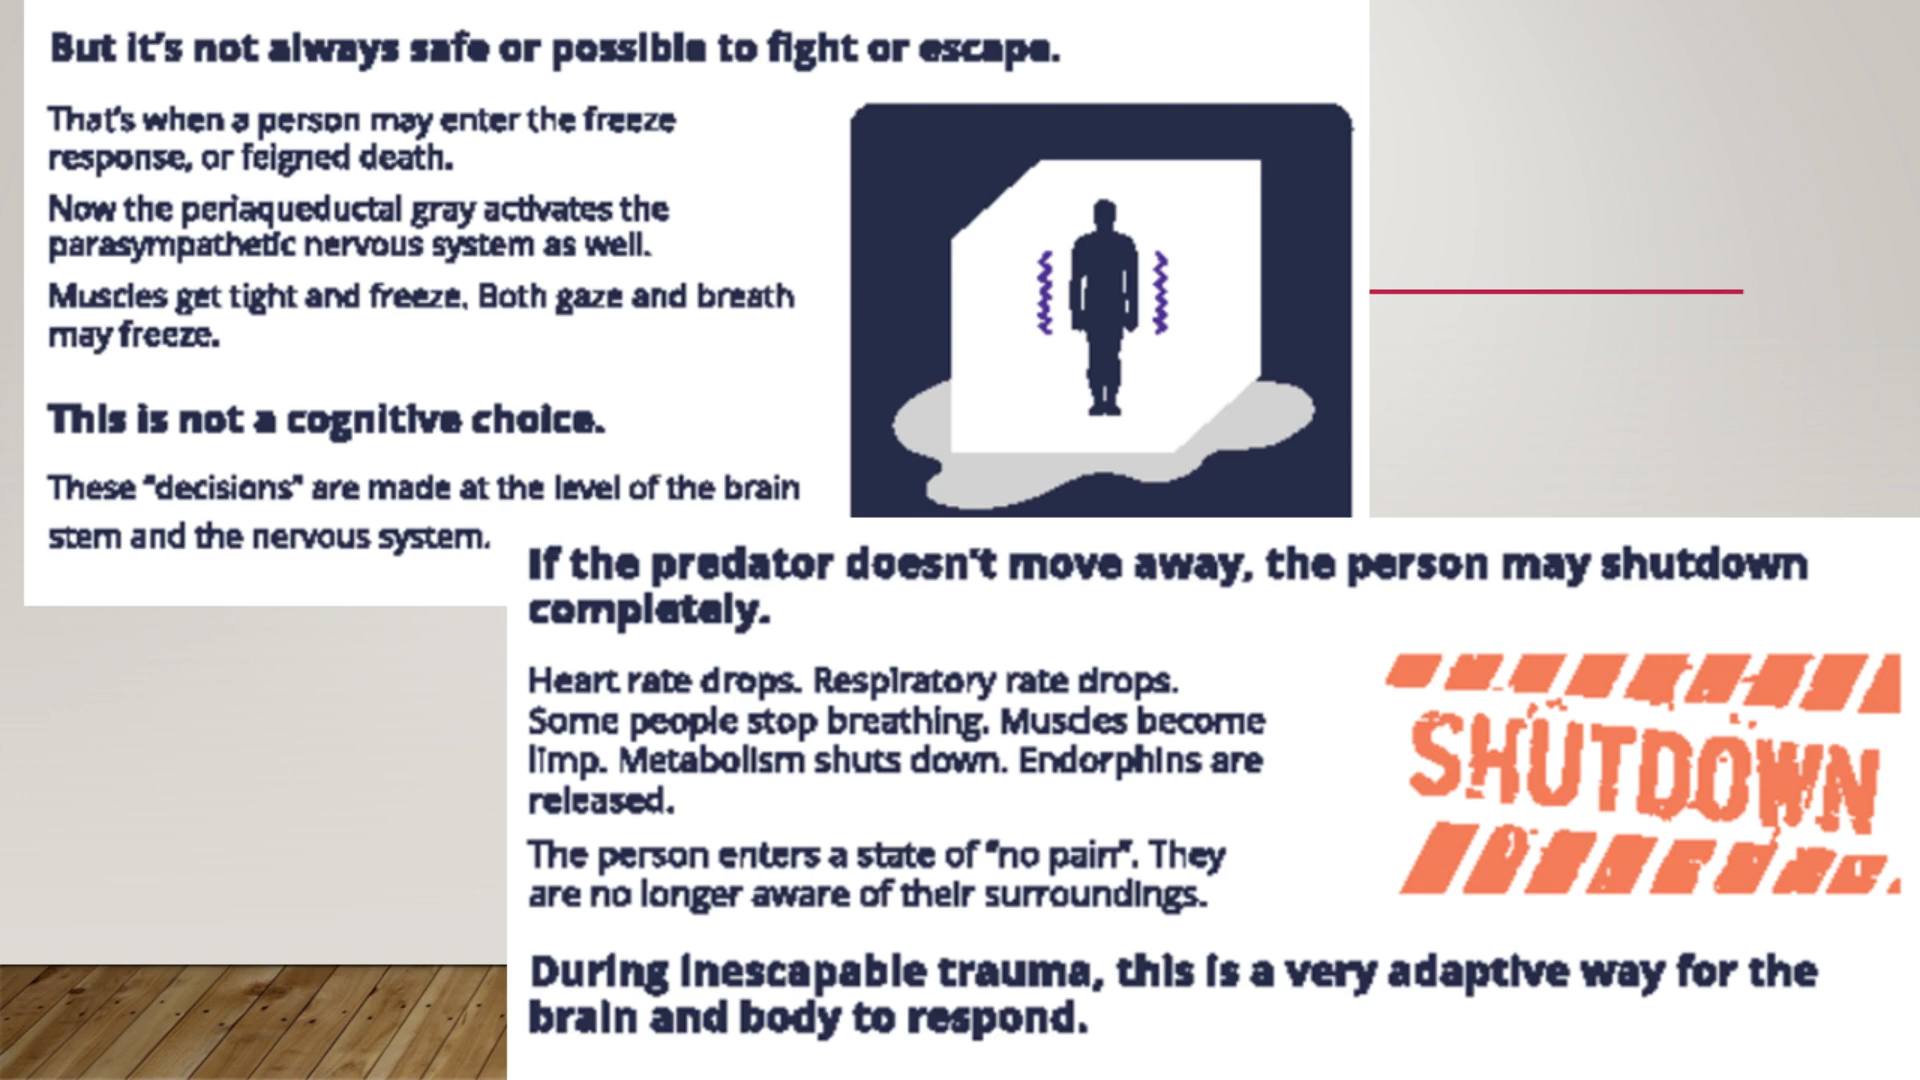 But it's not always safe or possible to fight or escape.
That's when a person may enter the freeze
response, or feigned death.
Now the periaqueductal gray activates the
parasympathetic nervous system as well.
Muscles get tight and freeze. Both gaze and breath
may freeze.
This is not a cognitive choice.
These "decisions" are made at the level of the brain
stem and the nervous system.
If the predator doesn't move away, the person may shutdown
completely.
Heart rate drops. Respiratory rate drops.
Some people stop breathing. Muscles become
limp. Metabolism shuts down. Endorphins are
released.
The person enters a state of "no pain". They
are no longer aware of their surroundings.
SHUTDOWN
During inescapable trauma, this is a very adaptive way for the
brain and body to respond.